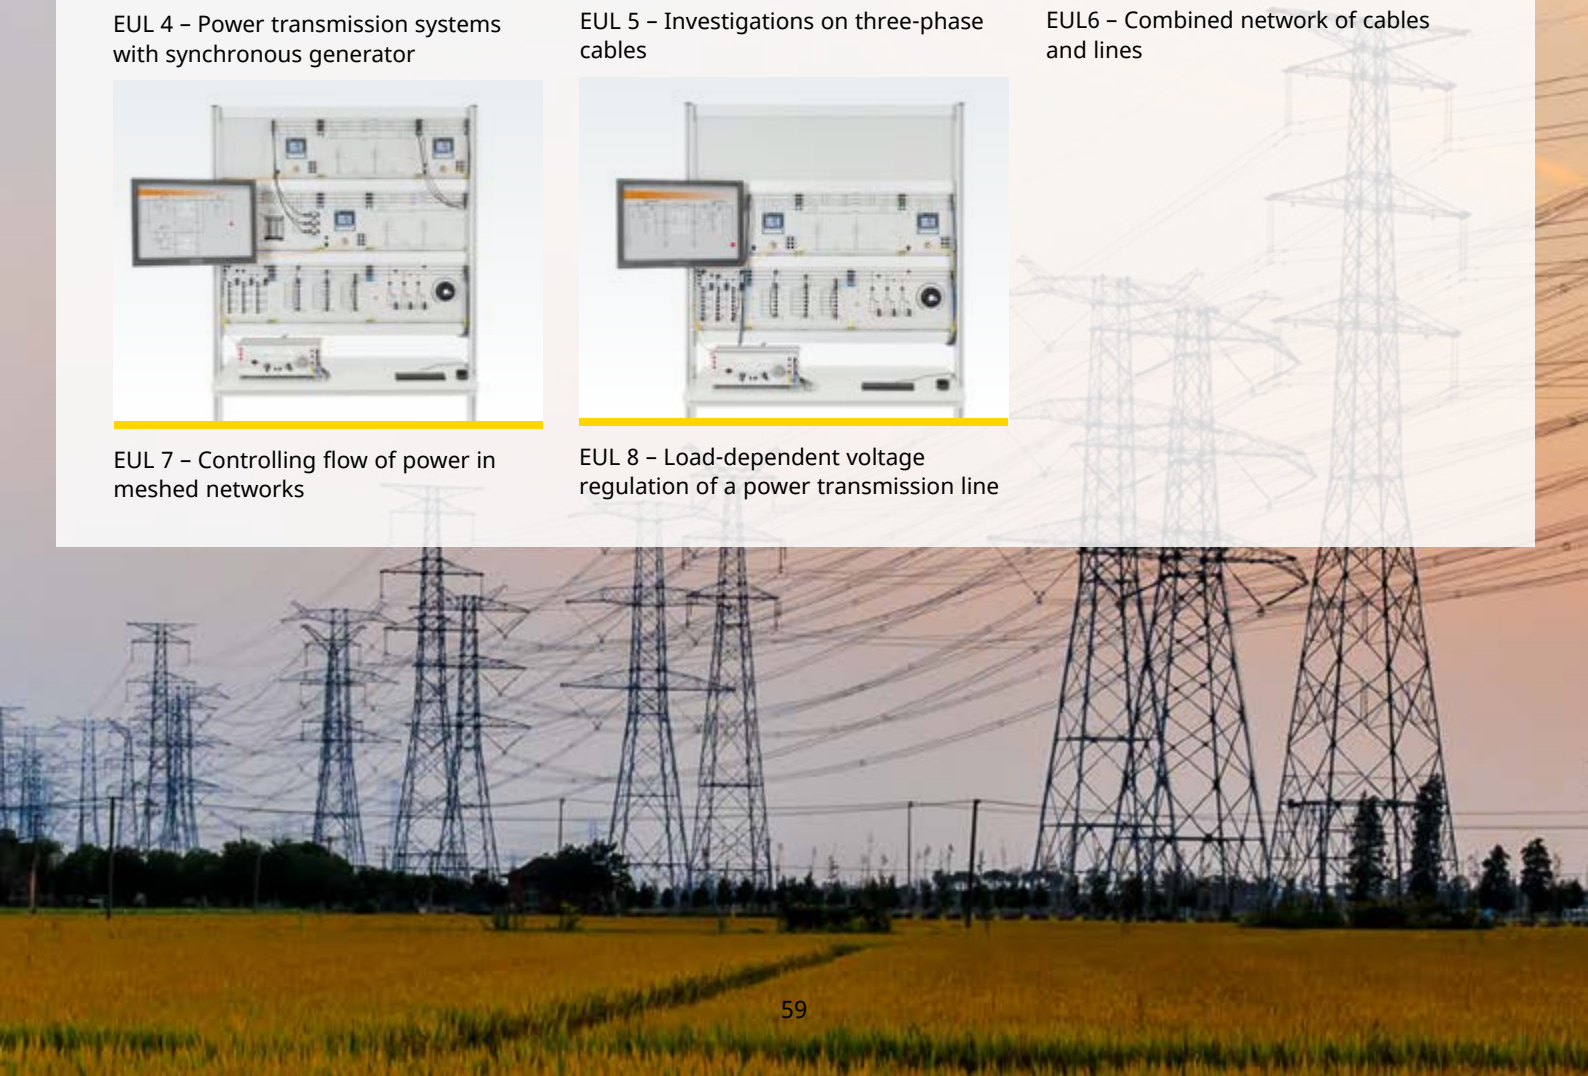 EUL 4 – Power transmission systems
with synchronous generator
EUL 5 – Investigations on three-phase
cables
EUL6 – Combined network of cables
and lines
EUL 7 – Controlling flow of power in
meshed networks
EUL 8 – Load-dependent voltage
regulation of a power transmission line
59